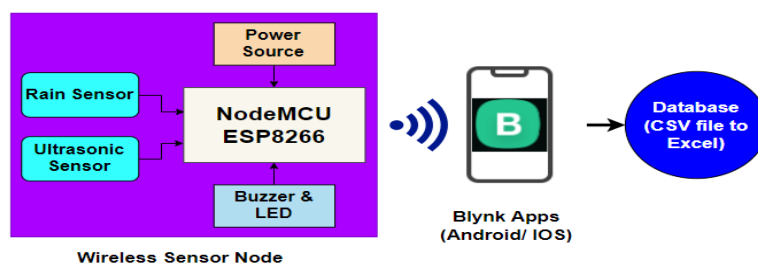 Power
Source
Rain Sensor
Ultrasonic
Sensor
NodeMCU
ESP8266
Buzzer &
LED
Wireless Sensor Node
B
Blynk Apps
(Android/ IOS)
Database
(CSV file to
Excel)